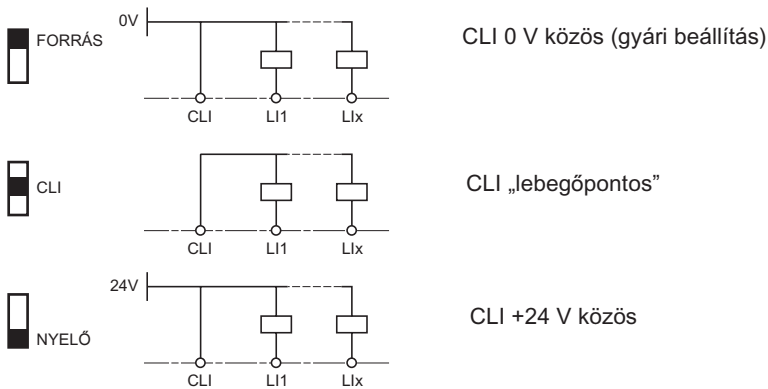 0V
FORRÁS
CLI 0 V közös (gyári beállítás)
CLI LI1 LIx
CLI
CLI „lebegőpontos”
CLI LI1 LIx
24V
CLI +24 V közös
NYELŐ
CLI LI1 LIx